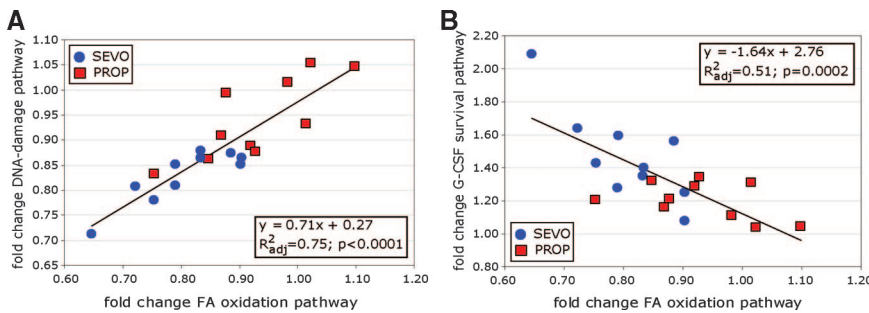 A
fold change DNA-damage pathway
1.10
1.05
1.00
0.95
0.90
0.85
0.80
0.75
0.70
0.65
SEVO
PROP
y = 0.71x + 0.27
R²adj=0.75; p<0.0001
0.60 0.70 0.80 0.90 1.00 1.10 1.20
fold change FA oxidation pathway
B
fold change G-CSF survival pathway
2.20
2.00
1.80
1.60
1.40
1.20
1.00
0.80
y = -1.64x + 2.76
R²adj=0.51; p=0.0002
SEVO
PROP
0.60 0.70 0.80 0.90 1.00 1.10 1.20
fold change FA oxidation pathway